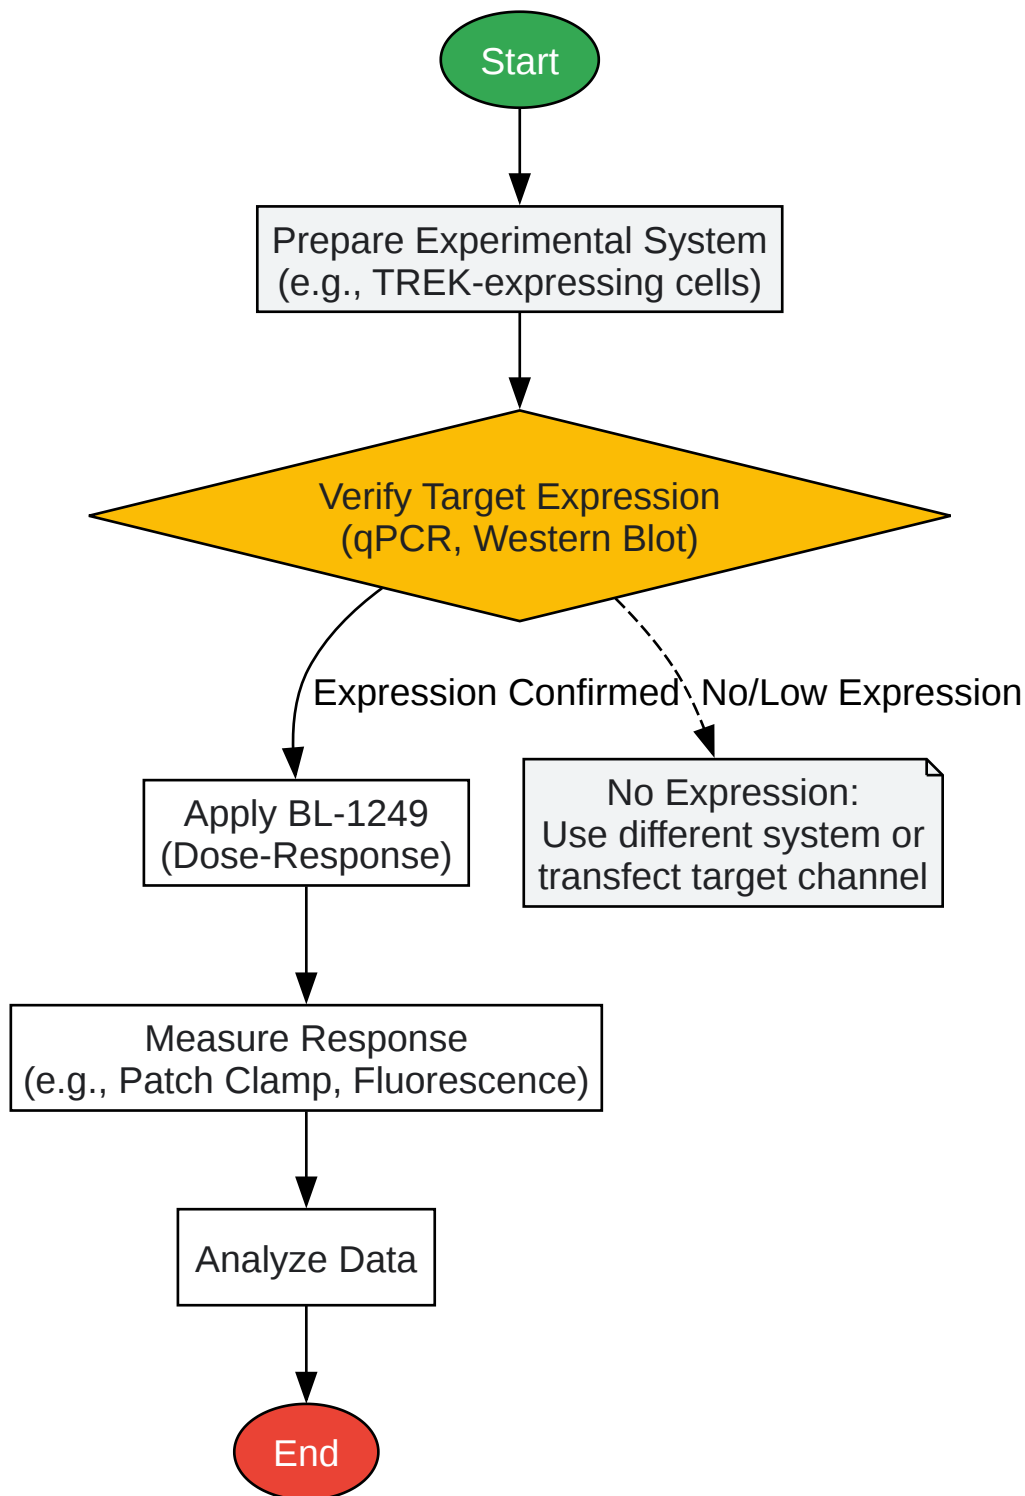 Start
Prepare Experimental System
(e.g., TREK-expressing cells)
Verify Target Expression
(qPCR, Western Blot)
Expression Confirmed
No/Low Expression
Apply BL-1249
(Dose-Response)
No Expression:
Use different system or
transfect target channel
Measure Response
(e.g., Patch Clamp, Fluorescence)
Analyze Data
End